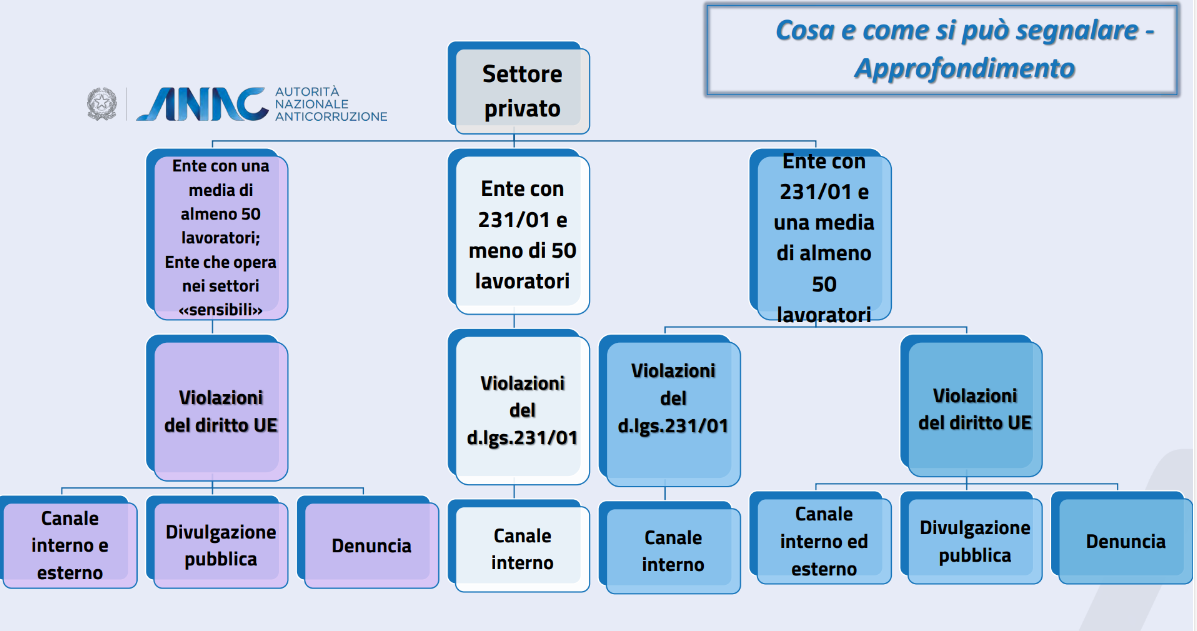 Cosa e come si può segnalare -
Approfondimento
ANAC
AUTORITÀ
NAZIONALE
ANTICORRUZIONE
Settore
privato
Ente con una
media di
almeno 50
lavoratori;
Ente che opera
nei settori
«sensibili»
Ente con
231/01 e
meno di 50
lavoratori
Ente con
231/01 e
una media
di almeno
50
lavoratori
Violazioni
del diritto UE
Violazioni
del
d.lgs.231/01
Violazioni
del
d.lgs.231/01
Violazioni
del diritto UE
Canale
interno e
esterno
Divulgazione
pubblica
Denuncia
Canale
interno
Canale
interno
Canale
interno ed
esterno
Divulgazione
pubblica
Denuncia